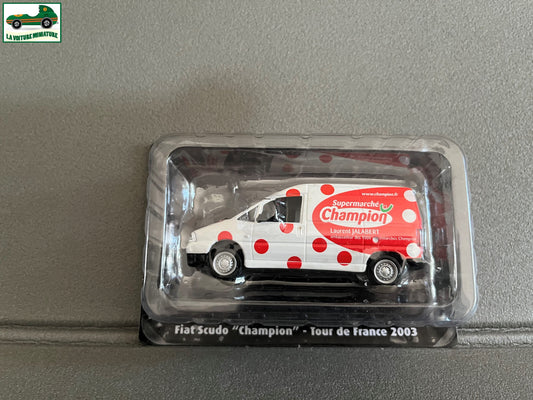 LA VOITURE MINIATURE
www.champion.fr
Supermarché
Champion
Laurent JALABERT
Fiat Scudo "Champion" - Tour de France 2003